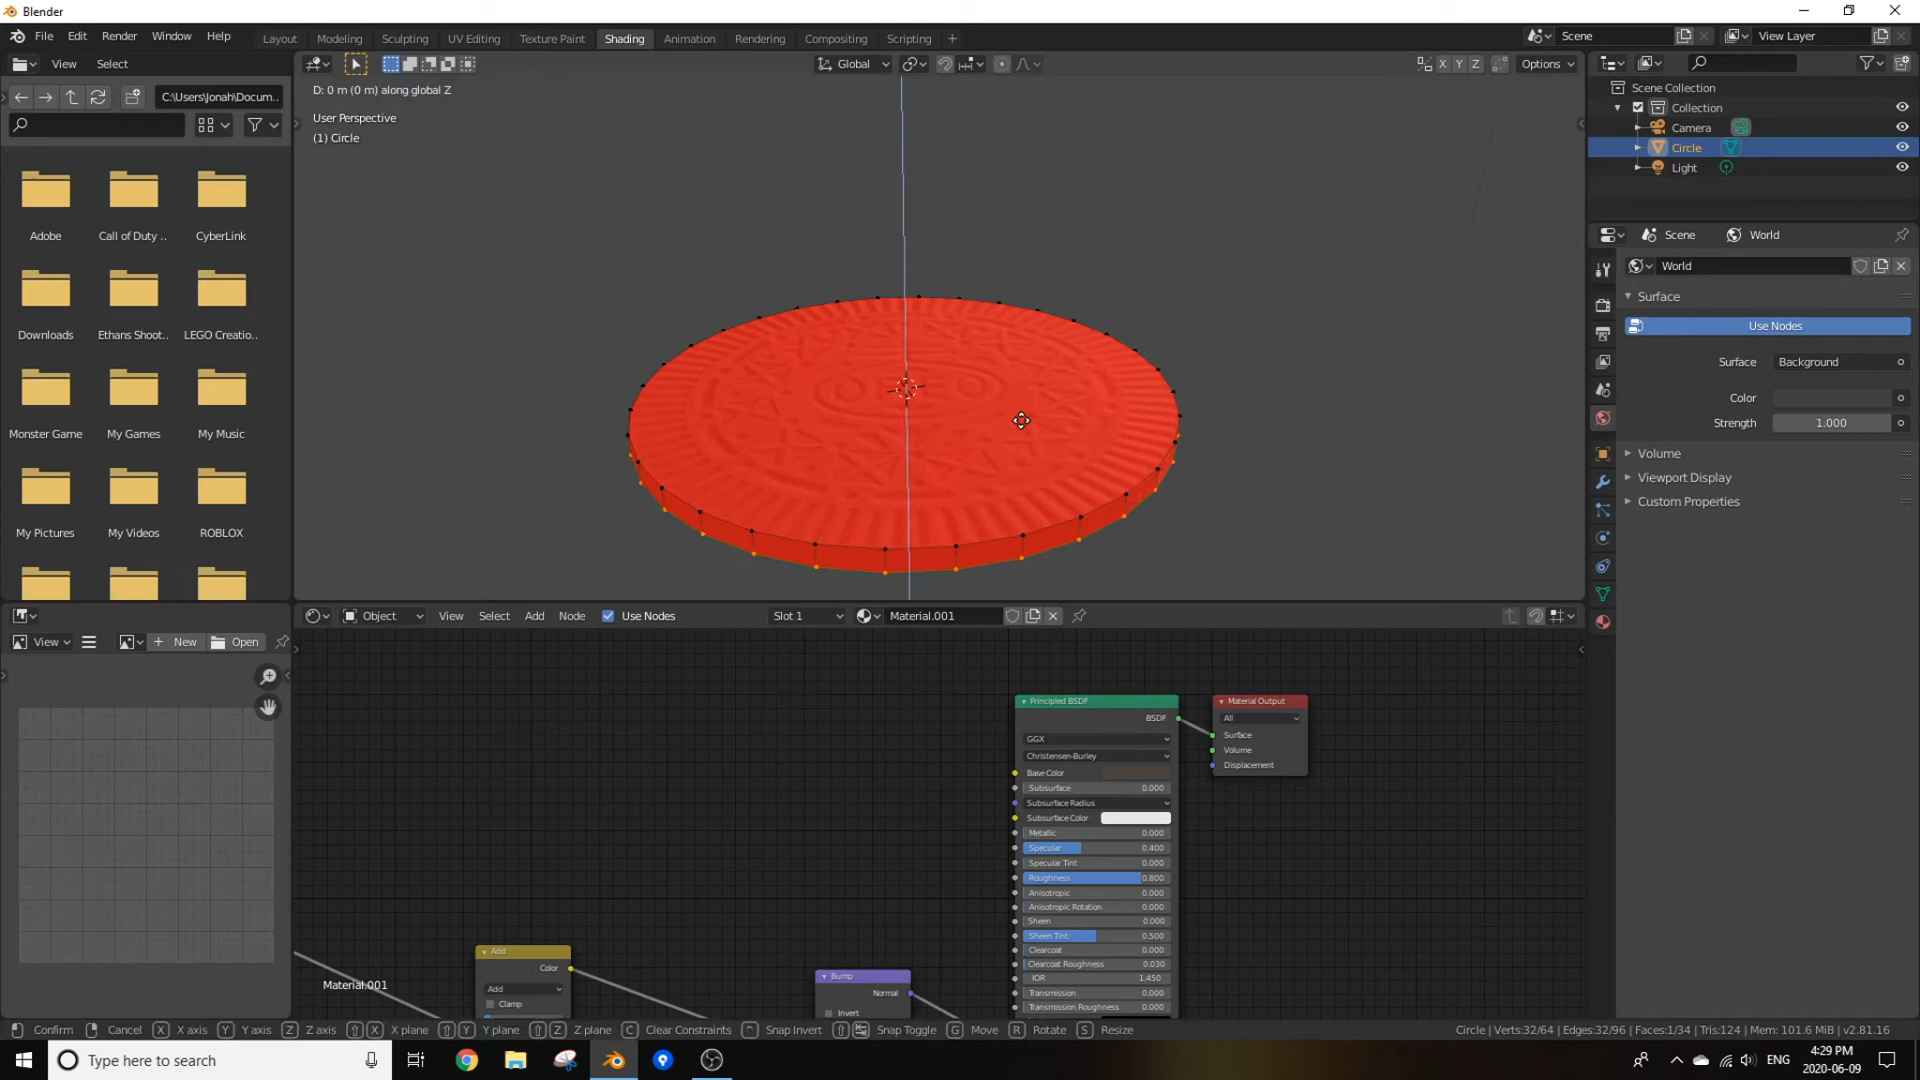 Blender
File Edit Render Window Help
Layout Modeling Sculpting UV Editing Texture Paint Shading Animation Rendering Compositing Scripting
Scene
View Layer
View Select
Global
X Y Z
Options
C:\Users\Jonah\Docum..
D: 0 m (0 m) along global Z
User Perspective
(1) Circle
OREO
Adobe
Call of Duty ..
CyberLink
Downloads
Ethans Shoot..
LEGO Creatio..
Monster Game
My Games
My Music
My Pictures
My Videos
ROBLOX
Scene Collection
Collection
Camera
Circle
Light
Scene
World
World
Surface
Use Nodes
Surface
Background
Color
Strength
1.000
Volume
Viewport Display
Custom Properties
View
New
Open
Object
View Select Add Node
Use Nodes
Slot 1
Material.001
Principled BSDF
BSDF
GGX
Christensen-Burley
Base Color
Subsurface 0.000
Subsurface Radius
Subsurface Color
Metallic 0.000
Specular 0.400
Specular Tint 0.000
Roughness 0.800
Anisotropic 0.000
Anisotropic Rotation 0.000
Sheen 0.000
Sheen Tint 0.500
Clearcoat 0.000
Clearcoat Roughness 0.030
IOR 1.450
Transmission 0.000
Transmission Roughness 0.000
Material Output
All
Surface
Volume
Displacement
Add
Color
Add
Clamp
Bump
Normal
Invert
Material.001
Confirm Cancel X X axis Y Y axis Z Z axis X X plane Y Y plane Z Z plane C Clear Constraints Snap Invert Snap Toggle G Move R Rotate S Resize
Circle | Verts:32/64 | Edges:32/96 | Faces:1/34 | Tris:124 | Mem: 101.6 MiB | v2.81.16
Type here to search
ENG
4:29 PM
2020-06-09